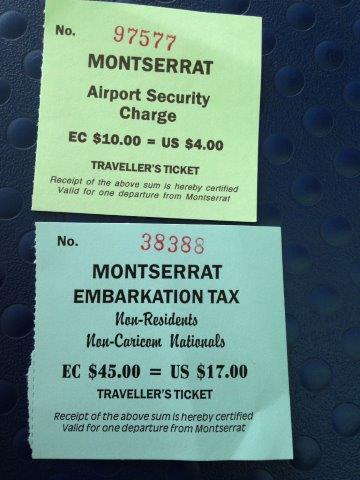 No. 97577
MONTSERRAT
Airport Security
Charge
EC $10.00 = US $4.00
TRAVELLER'S TICKET
Receipt of the above sum is hereby certified
Valid for one departure from Montserrat
No. 38388
MONTSERRAT
EMBARKATION TAX
Non-Residents
Non-Caricom Nationals
EC $45.00 = US $17.00
TRAVELLER'S TICKET
Receipt of the above sum is hereby certified
Valid for one departure from Montserrat